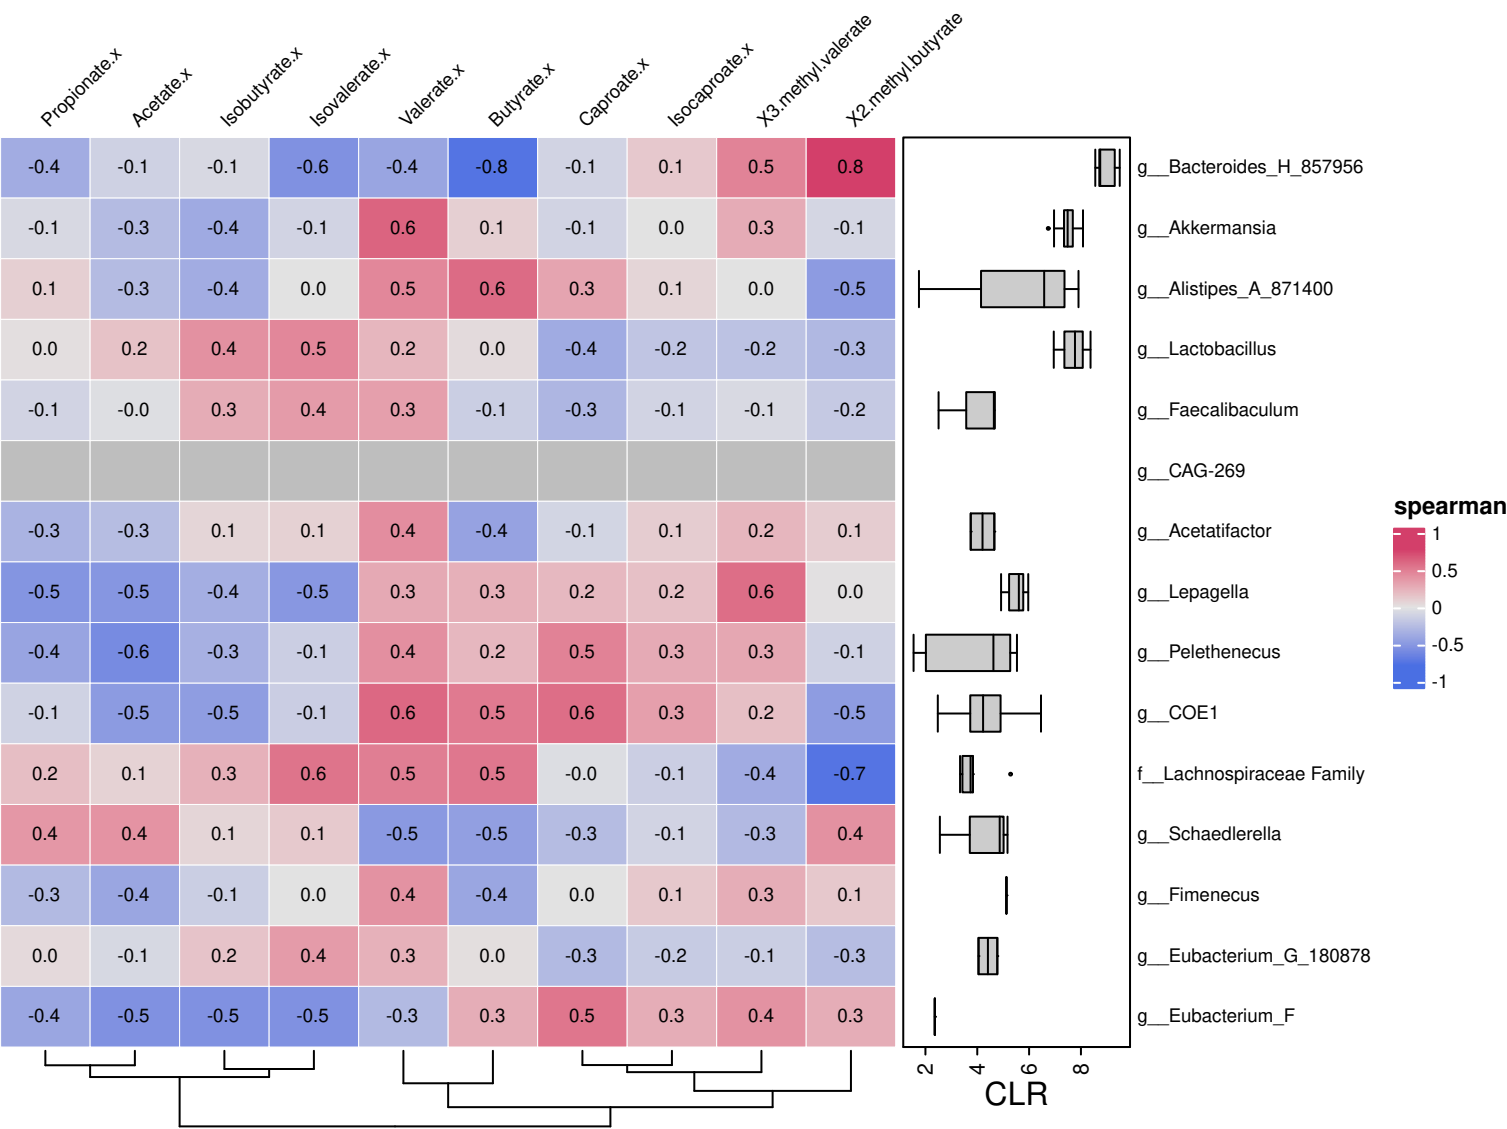 Propionate.x Acetate.x Isobutyrate.x Isovalerate.x Valerate.x Butyrate.x Caproate.x Isocaproate.x X3.methyl.valerate X2.methyl.butyrate
-0.4 -0.1 -0.1 -0.6 -0.4 -0.8 -0.1 0.1 0.5 0.8 g__Bacteroides_H_857956
-0.1 -0.3 -0.4 -0.1 0.6 0.1 -0.1 0.0 0.3 -0.1 g__Akkermansia
0.1 -0.3 -0.4 0.0 0.5 0.6 0.3 0.1 0.0 -0.5 g__Alistipes_A_871400
0.0 0.2 0.4 0.5 0.2 0.0 -0.4 -0.2 -0.2 -0.3 g__Lactobacillus
-0.1 -0.0 0.3 0.4 0.3 -0.1 -0.3 -0.1 -0.1 -0.2 g__Faecalibaculum
g__CAG-269
-0.3 -0.3 0.1 0.1 0.4 -0.4 -0.1 0.1 0.2 0.1 g__Acetatifactor
-0.5 -0.5 -0.4 -0.5 0.3 0.3 0.2 0.2 0.6 0.0 g__Lepagella
-0.4 -0.6 -0.3 -0.1 0.4 0.2 0.5 0.3 0.3 -0.1 g__Pelethenecus
-0.1 -0.5 -0.5 -0.1 0.6 0.5 0.6 0.3 0.2 -0.5 g__COE1
0.2 0.1 0.3 0.6 0.5 0.5 -0.0 -0.1 -0.4 -0.7 f__Lachnospiraceae Family
0.4 0.4 0.1 0.1 -0.5 -0.5 -0.3 -0.1 -0.3 0.4 g__Schaedlerella
-0.3 -0.4 -0.1 0.0 0.4 -0.4 0.0 0.1 0.3 0.1 g__Fimenecus
0.0 -0.1 0.2 0.4 0.3 0.0 -0.3 -0.2 -0.1 -0.3 g__Eubacterium_G_180878
-0.4 -0.5 -0.5 -0.5 -0.3 0.3 0.5 0.3 0.4 0.3 g__Eubacterium_F
2 4 6 8
CLR
spearman
1
0.5
0
-0.5
-1